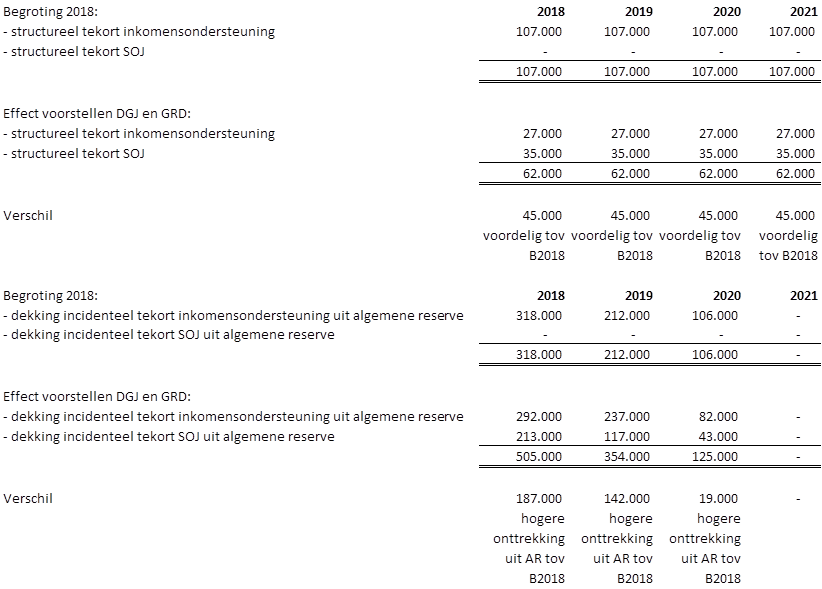 Begroting 2018: 2018 2019 2020 2021
- structureel tekort inkomensondersteuning 107.000 107.000 107.000 107.000
- structureel tekort SOJ - - - -
107.000 107.000 107.000 107.000
Effect voorstellen DGJ en GRD:
- structureel tekort inkomensondersteuning 27.000 27.000 27.000 27.000
- structureel tekort SOJ 35.000 35.000 35.000 35.000
62.000 62.000 62.000 62.000
Verschil 45.000 45.000 45.000 45.000
voordelig tov voordelig tov voordelig tov voordelig
B2018 B2018 B2018 tov B2018
Begroting 2018: 2018 2019 2020 2021
- dekking incidenteel tekort inkomensondersteuning uit algemene reserve 318.000 212.000 106.000 -
- dekking incidenteel tekort SOJ uit algemene reserve - - - -
318.000 212.000 106.000 -
Effect voorstellen DGJ en GRD:
- dekking incidenteel tekort inkomensondersteuning uit algemene reserve 292.000 237.000 82.000 -
- dekking incidenteel tekort SOJ uit algemene reserve 213.000 117.000 43.000 -
505.000 354.000 125.000 -
Verschil 187.000 142.000 19.000 -
hogere hogere hogere
onttrekking onttrekking onttrekking
uit AR tov uit AR tov uit AR tov
B2018 B2018 B2018